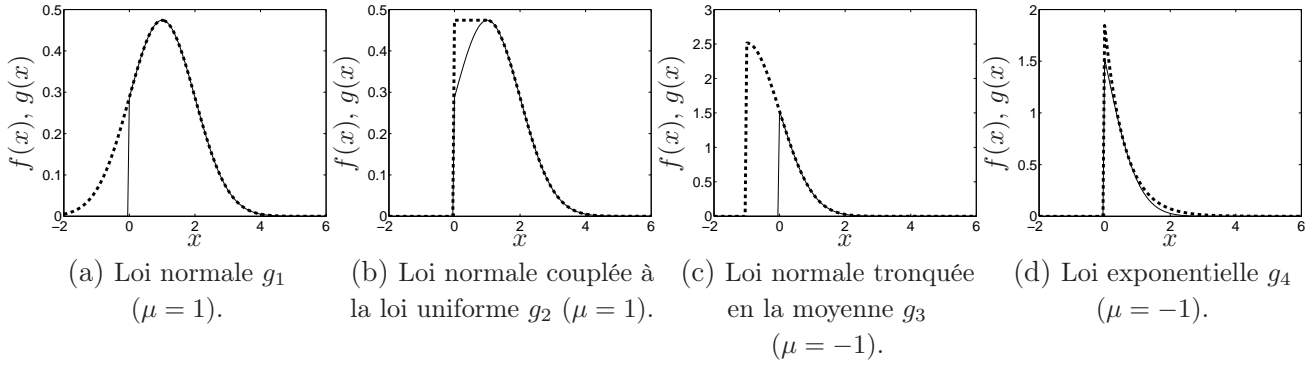 0.5
0.4
0.3
0.2
0.1
0
−2 0 2 4 6
f(x), g(x)
x
(a) Loi normale g₁
(μ = 1).
0.5
0.4
0.3
0.2
0.1
0
−2 0 2 4 6
f(x), g(x)
x
(b) Loi normale couplée à
la loi uniforme g₂ (μ = 1).
3
2.5
2
1.5
1
0.5
0
−2 0 2 4 6
f(x), g(x)
x
(c) Loi normale tronquée
en la moyenne g₃
(μ = −1).
2
1.5
1
0.5
0
−2 0 2 4 6
f(x), g(x)
x
(d) Loi exponentielle g₄
(μ = −1).